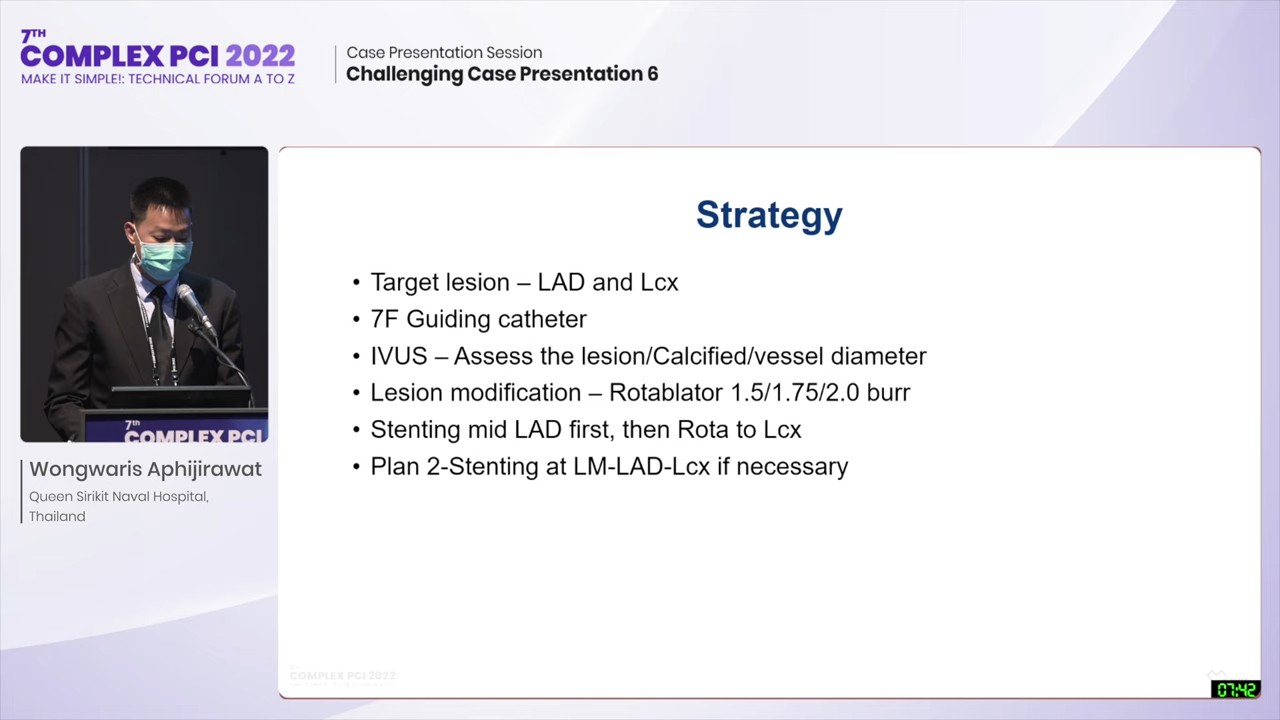 7TH
COMPLEX PCI 2022
MAKE IT SIMPLE!: TECHNICAL FORUM A TO Z
Case Presentation Session
Challenging Case Presentation 6
7th
COMPLEX PCI
Wongwaris Aphijirawat
Queen Sirikit Naval Hospital,
Thailand
Strategy
• Target lesion – LAD and Lcx
• 7F Guiding catheter
• IVUS – Assess the lesion/Calcified/vessel diameter
• Lesion modification – Rotablator 1.5/1.75/2.0 burr
• Stenting mid LAD first, then Rota to Lcx
• Plan 2-Stenting at LM-LAD-Lcx if necessary
COMPLEX PCI 2022
07:42